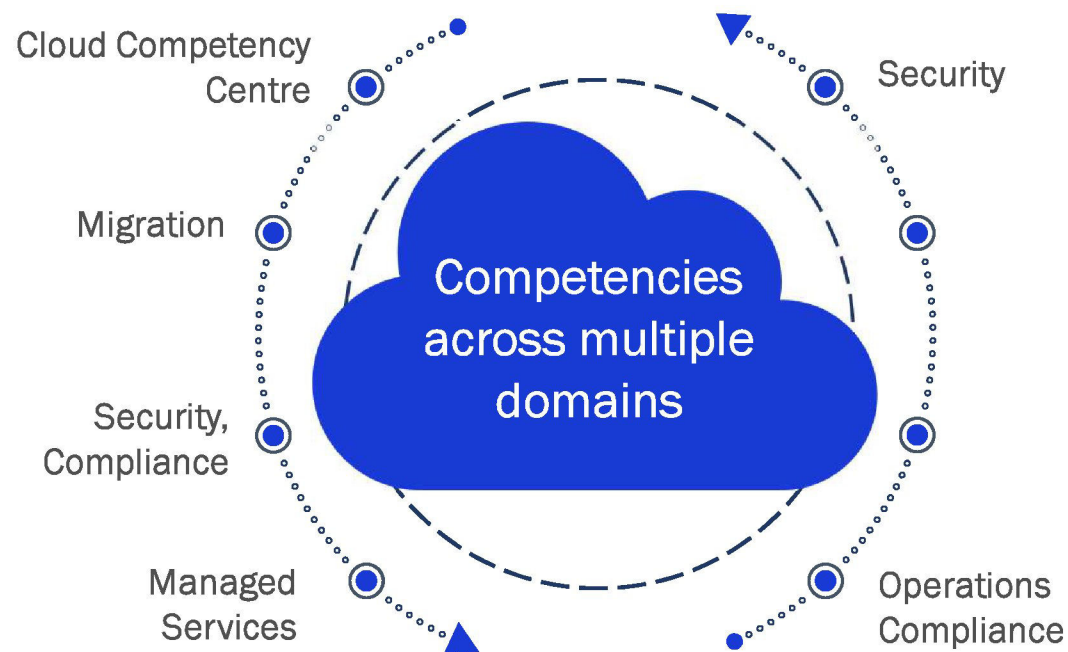 Cloud Competency
Centre
Migration
Security,
Compliance
Managed
Services
Competencies
across multiple
domains
Security
Operations
Compliance